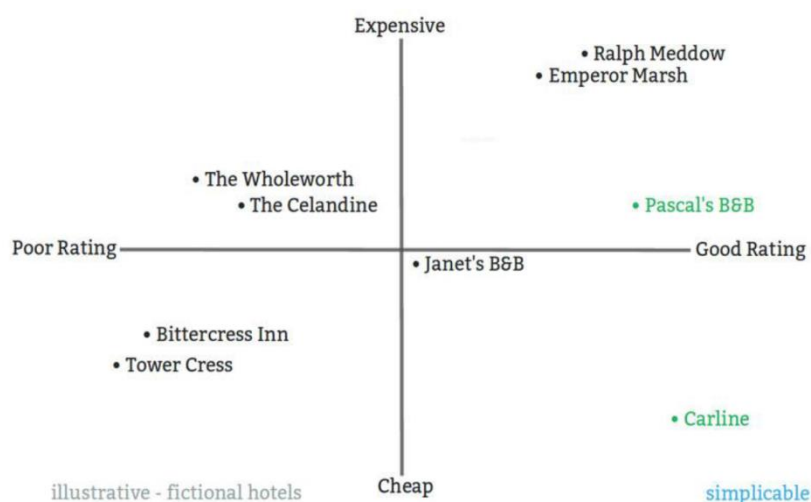 Expensive
• Ralph Meddow
• Emperor Marsh
• The Wholeworth
• The Celandine
• Pascal's B&B
Poor Rating
Good Rating
• Janet's B&B
• Bittercress Inn
• Tower Cress
• Carline
Cheap
illustrative - fictional hotels
simplicable